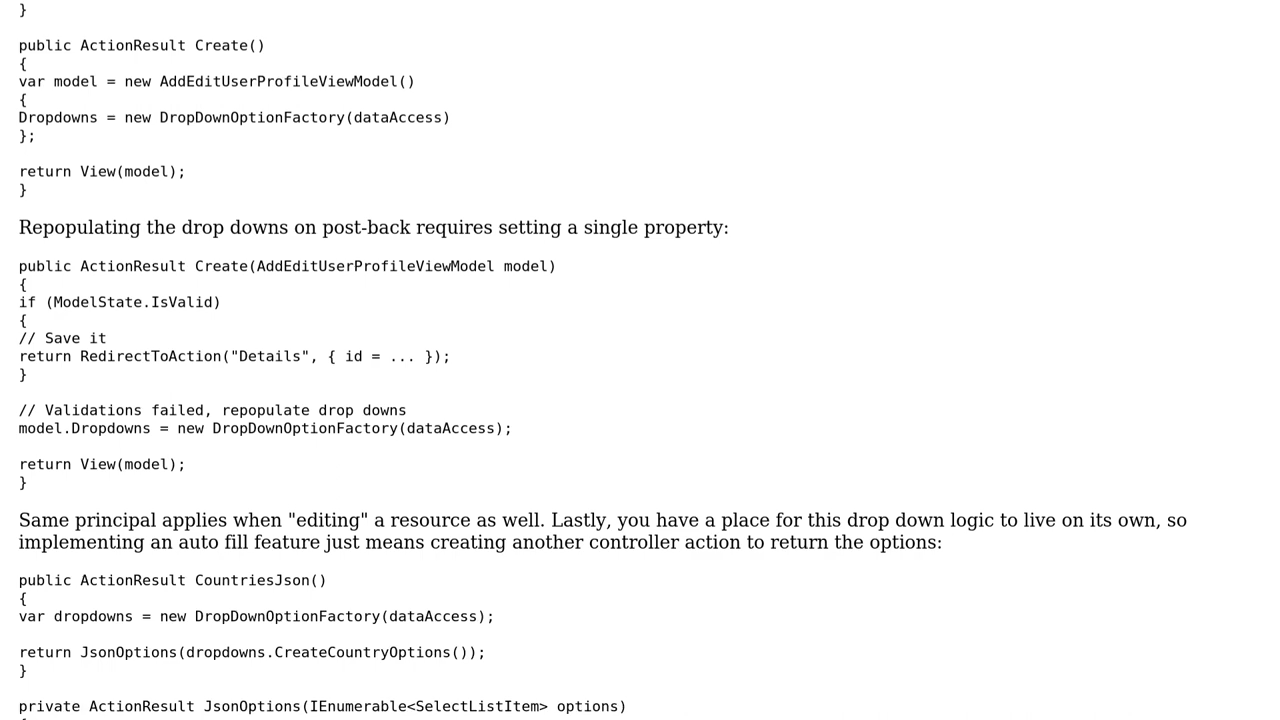 }
public ActionResult Create()
{
var model = new AddEditUserProfileViewModel()
{
Dropdowns = new DropDownOptionFactory(dataAccess)
};
return View(model);
}
Repopulating the drop downs on post-back requires setting a single property:
public ActionResult Create(AddEditUserProfileViewModel model)
{
if (ModelState.IsValid)
{
// Save it
return RedirectToAction("Details", { id = ... });
}
// Validations failed, repopulate drop downs
model.Dropdowns = new DropDownOptionFactory(dataAccess);
return View(model);
}
Same principal applies when "editing" a resource as well. Lastly, you have a place for this drop down logic to live on its own, so
implementing an auto fill feature just means creating another controller action to return the options:
public ActionResult CountriesJson()
{
var dropdowns = new DropDownOptionFactory(dataAccess);
return JsonOptions(dropdowns.CreateCountryOptions());
}
private ActionResult JsonOptions(IEnumerable<SelectListItem> options)